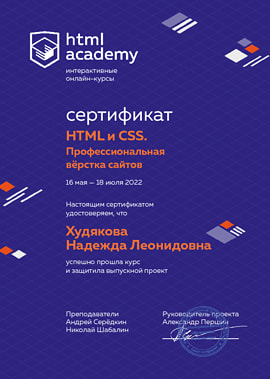 html
academy
интерактивные
онлайн-курсы
сертификат
HTML и CSS.
Профессиональная
вёрстка сайтов
16 мая — 18 июля 2022
Настоящим сертификатом
удостоверяем, что
Худякова
Надежда Леонидовна
успешно прошла курс
и защитила выпускной проект
Преподаватели
Андрей Серёдкин
Николай Шабалин
Руководитель проекта
Александр Першин